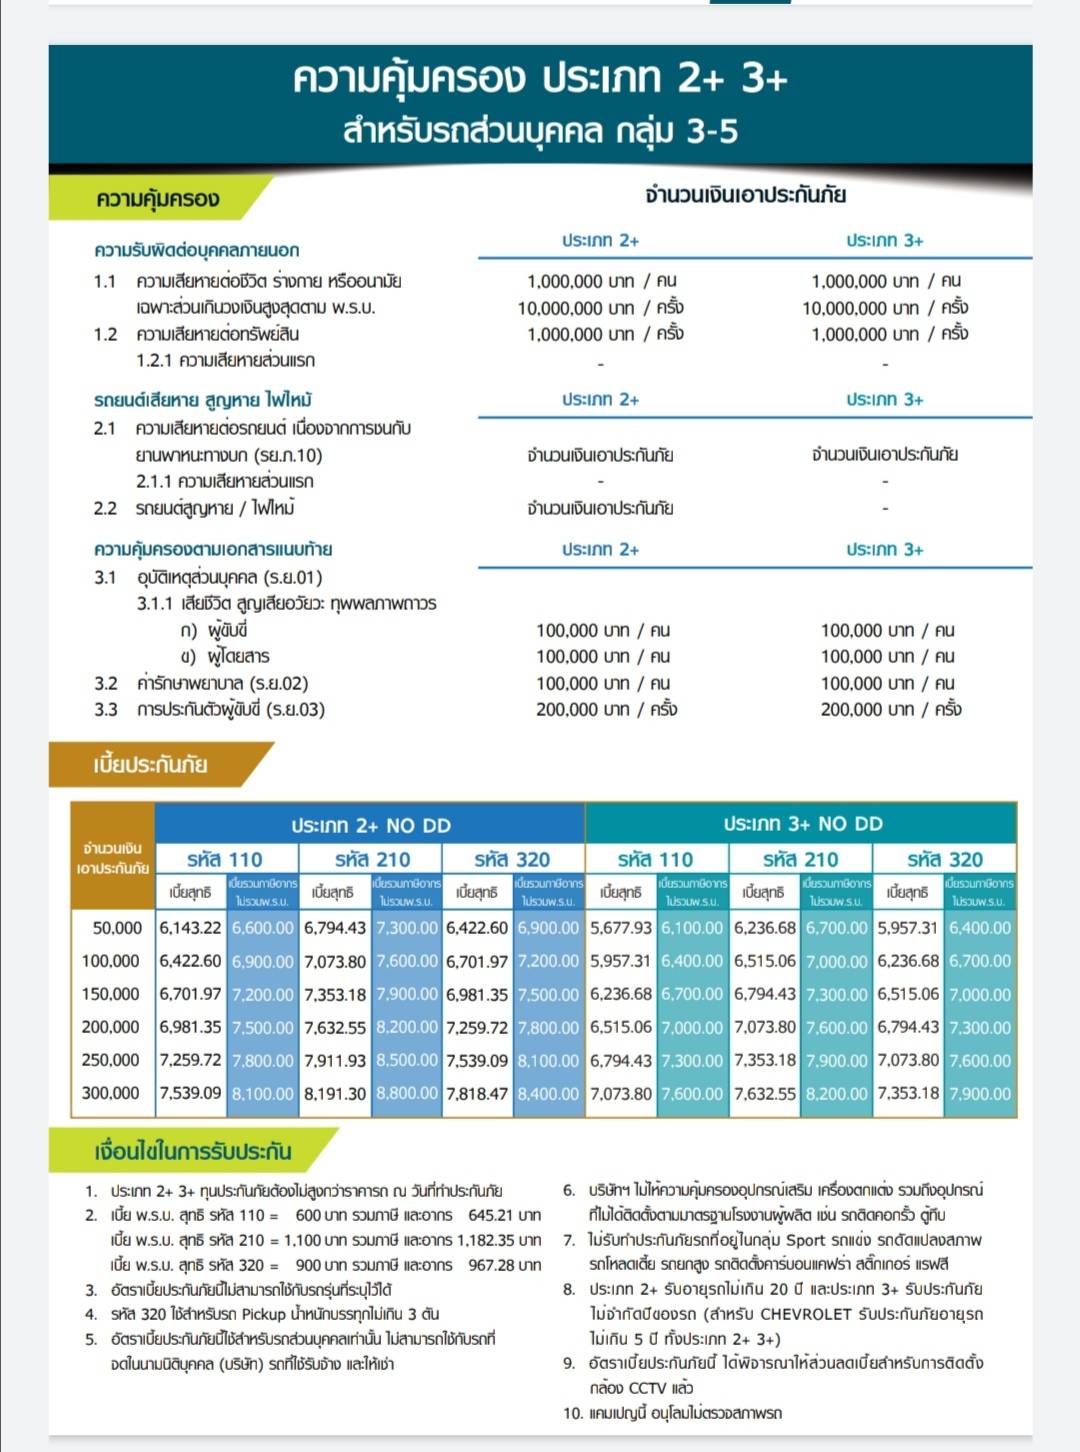 ความคุ้มครอง ประเภท 2+ 3+
สำหรับรถส่วนบุคคล กลุ่ม 3-5
ความคุ้มครอง
จำนวนเงินเอาประกันภัย
ความรับผิดต่อบุคคลภายนอก ประเภท 2+ ประเภท 3+
1.1 ความเสียหายต่อชีวิต ร่างกาย หรืออนามัย 1,000,000 บาท / คน 1,000,000 บาท / คน
เฉพาะส่วนเกินวงเงินสูงสุดตาม พ.ร.บ. 10,000,000 บาท / ครั้ง 10,000,000 บาท / ครั้ง
1.2 ความเสียหายต่อทรัพย์สิน 1,000,000 บาท / ครั้ง 1,000,000 บาท / ครั้ง
1.2.1 ความเสียหายส่วนแรก - -
รถยนต์เสียหาย สูญหาย ไฟไหม้ ประเภท 2+ ประเภท 3+
2.1 ความเสียหายต่อรถยนต์ เนื่องจากการชนกับ
ยานพาหนะทางบก (รย.ภ.10) จำนวนเงินเอาประกันภัย จำนวนเงินเอาประกันภัย
2.1.1 ความเสียหายส่วนแรก - -
2.2 รถยนต์สูญหาย / ไฟไหม้ จำนวนเงินเอาประกันภัย -
ความคุ้มครองตามเอกสารแนบท้าย ประเภท 2+ ประเภท 3+
3.1 อุบัติเหตุส่วนบุคคล (ร.ย.01)
3.1.1 เสียชีวิต สูญเสียอวัยวะ ทุพพลภาพถาวร
ก) ผู้ขับขี่ 100,000 บาท / คน 100,000 บาท / คน
ข) ผู้โดยสาร 100,000 บาท / คน 100,000 บาท / คน
3.2 ค่ารักษาพยาบาล (ร.ย.02) 100,000 บาท / คน 100,000 บาท / คน
3.3 การประกันตัวผู้ขับขี่ (ร.ย.03) 200,000 บาท / ครั้ง 200,000 บาท / ครั้ง
เบี้ยประกันภัย
จำนวนเงิน
เอาประกันภัย
ประเภท 2+ NO DD ประเภท 3+ NO DD
รหัส 110 รหัส 210 รหัส 320 รหัส 110 รหัส 210 รหัส 320
เบี้ยสุทธิ เบี้ยรวมภาษีอากร ไม่รวมพ.ร.บ. เบี้ยสุทธิ เบี้ยรวมภาษีอากร ไม่รวมพ.ร.บ. เบี้ยสุทธิ เบี้ยรวมภาษีอากร ไม่รวมพ.ร.บ. เบี้ยสุทธิ เบี้ยรวมภาษีอากร ไม่รวมพ.ร.บ. เบี้ยสุทธิ เบี้ยรวมภาษีอากร ไม่รวมพ.ร.บ. เบี้ยสุทธิ เบี้ยรวมภาษีอากร ไม่รวมพ.ร.บ.
50,000 6,143.22 6,600.00 6,794.43 7,300.00 6,422.60 6,900.00 5,677.93 6,100.00 6,236.68 6,700.00 5,957.31 6,400.00
100,000 6,422.60 6,900.00 7,073.80 7,600.00 6,701.97 7,200.00 5,957.31 6,400.00 6,515.06 7,000.00 6,236.68 6,700.00
150,000 6,701.97 7,200.00 7,353.18 7,900.00 6,981.35 7,500.00 6,236.68 6,700.00 6,794.43 7,300.00 6,515.06 7,000.00
200,000 6,981.35 7,500.00 7,632.55 8,200.00 7,259.72 7,800.00 6,515.06 7,000.00 7,073.80 7,600.00 6,794.43 7,300.00
250,000 7,259.72 7,800.00 7,911.93 8,500.00 7,539.09 8,100.00 6,794.43 7,300.00 7,353.18 7,900.00 7,073.80 7,600.00
300,000 7,539.09 8,100.00 8,191.30 8,800.00 7,818.47 8,400.00 7,073.80 7,600.00 7,632.55 8,200.00 7,353.18 7,900.00
เงื่อนไขในการรับประกัน
1. ประเภท 2+ 3+ ทุนประกันภัยต้องไม่สูงกว่าราคารถ ณ วันที่ทำประกันภัย
2. เบี้ย พ.ร.บ. สุทธิ รหัส 110 = 600 บาท รวมภาษี และอากร 645.21 บาท
เบี้ย พ.ร.บ. สุทธิ รหัส 210 = 1,100 บาท รวมภาษี และอากร 1,182.35 บาท
เบี้ย พ.ร.บ. สุทธิ รหัส 320 = 900 บาท รวมภาษี และอากร 967.28 บาท
3. อัตราเบี้ยประกันภัยนี้ไม่สามารถใช้กับรถรุ่นที่ระบุไว้ได้
4. รหัส 320 ใช้สำหรับรถ Pickup น้ำหนักบรรทุกไม่เกิน 3 ตัน
5. อัตราเบี้ยประกันภัยนี้ใช้สำหรับรถส่วนบุคคลเท่านั้น ไม่สามารถใช้กับรถที่
จดในนามนิติบุคคล (บริษัท) รถที่ใช้รับจ้าง และให้เช่า
6. บริษัทฯ ไม่ให้ความคุ้มครองอุปกรณ์เสริม เครื่องตกแต่ง รวมถึงอุปกรณ์
ที่ไม่ได้ติดตั้งตามมาตรฐานโรงงานผู้ผลิต เช่น รถติดคอกรั้ว ตู้ทึบ
7. ไม่รับทำประกันภัยรถที่อยู่ในกลุ่ม Sport รถแข่ง รถดัดแปลงสภาพ
รถโหลดเตี้ย รถยกสูง รถติดตั้งคาร์บอนแคฟร่า สติ๊กเกอร์ แรฟสี
8. ประเภท 2+ รับอายุรถไม่เกิน 20 ปี และประเภท 3+ รับประกันภัย
ไม่จำกัดปีของรถ (สำหรับ CHEVROLET รับประกันภัยอายุรถ
ไม่เกิน 5 ปี ทั้งประเภท 2+ 3+)
9. อัตราเบี้ยประกันภัยนี้ ได้พิจารณาให้ส่วนลดเบี้ยสำหรับการติดตั้ง
กล้อง CCTV แล้ว
10. แคมเปญนี้ อนุโลมไม่ตรวจสภาพรถ